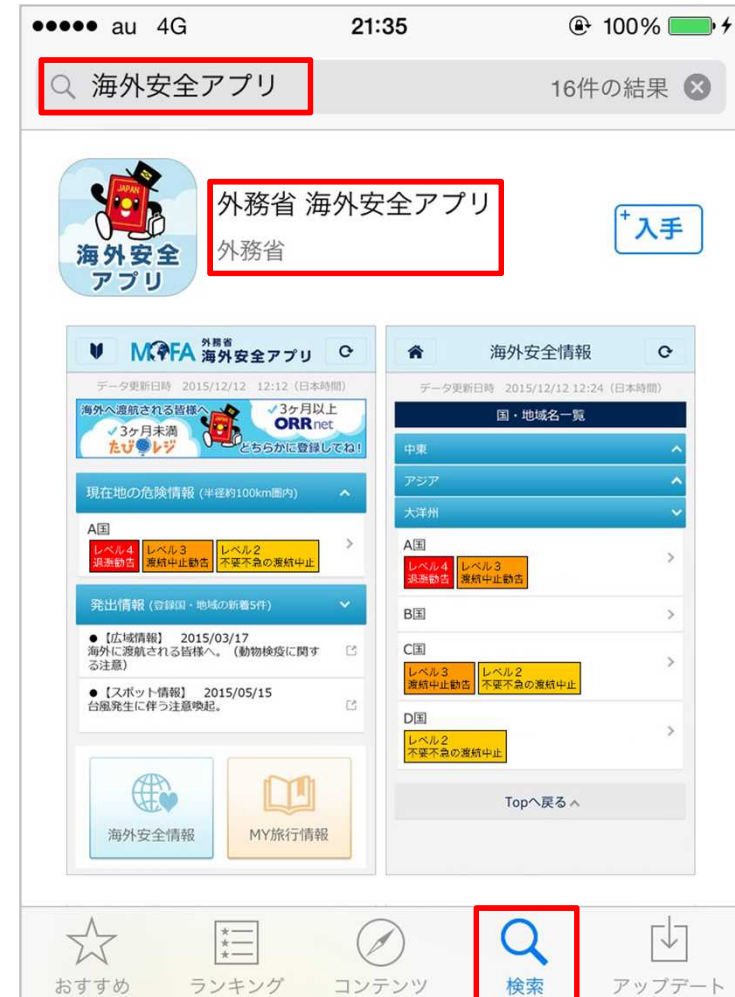 au 4G 21:35 100%
海外安全アプリ 16件の結果
JAPAN
海外安全
アプリ
外務省 海外安全アプリ
外務省
+入手
MOFA 外務省 海外安全アプリ
データ更新日時 2015/12/12 12:12（日本時間）
海外へ渡航される皆様へ
✓3ヶ月未満
たびレジ
✓3ヶ月以上
ORRnet
どちらかに登録してね!
現在地の危険情報 (半径約100km圏内)
A国
レベル4 退避勧告
レベル3 渡航中止勧告
レベル2 不要不急の渡航中止
発出情報 (登録国・地域の新着5件)
●【広域情報】 2015/03/17
海外に渡航される皆様へ。（動物検疫に関す
る注意）
●【スポット情報】 2015/05/15
台風発生に伴う注意喚起。
海外安全情報
MY旅行情報
海外安全情報
データ更新日時 2015/12/12 12:24（日本時間）
国・地域名一覧
中東
アジア
大洋州
A国
レベル4 退避勧告
レベル3 渡航中止勧告
B国
C国
レベル3 渡航中止勧告
レベル2 不要不急の渡航中止
D国
レベル2 不要不急の渡航中止
Topへ戻る
おすすめ ランキング コンテンツ 検索 アップデート